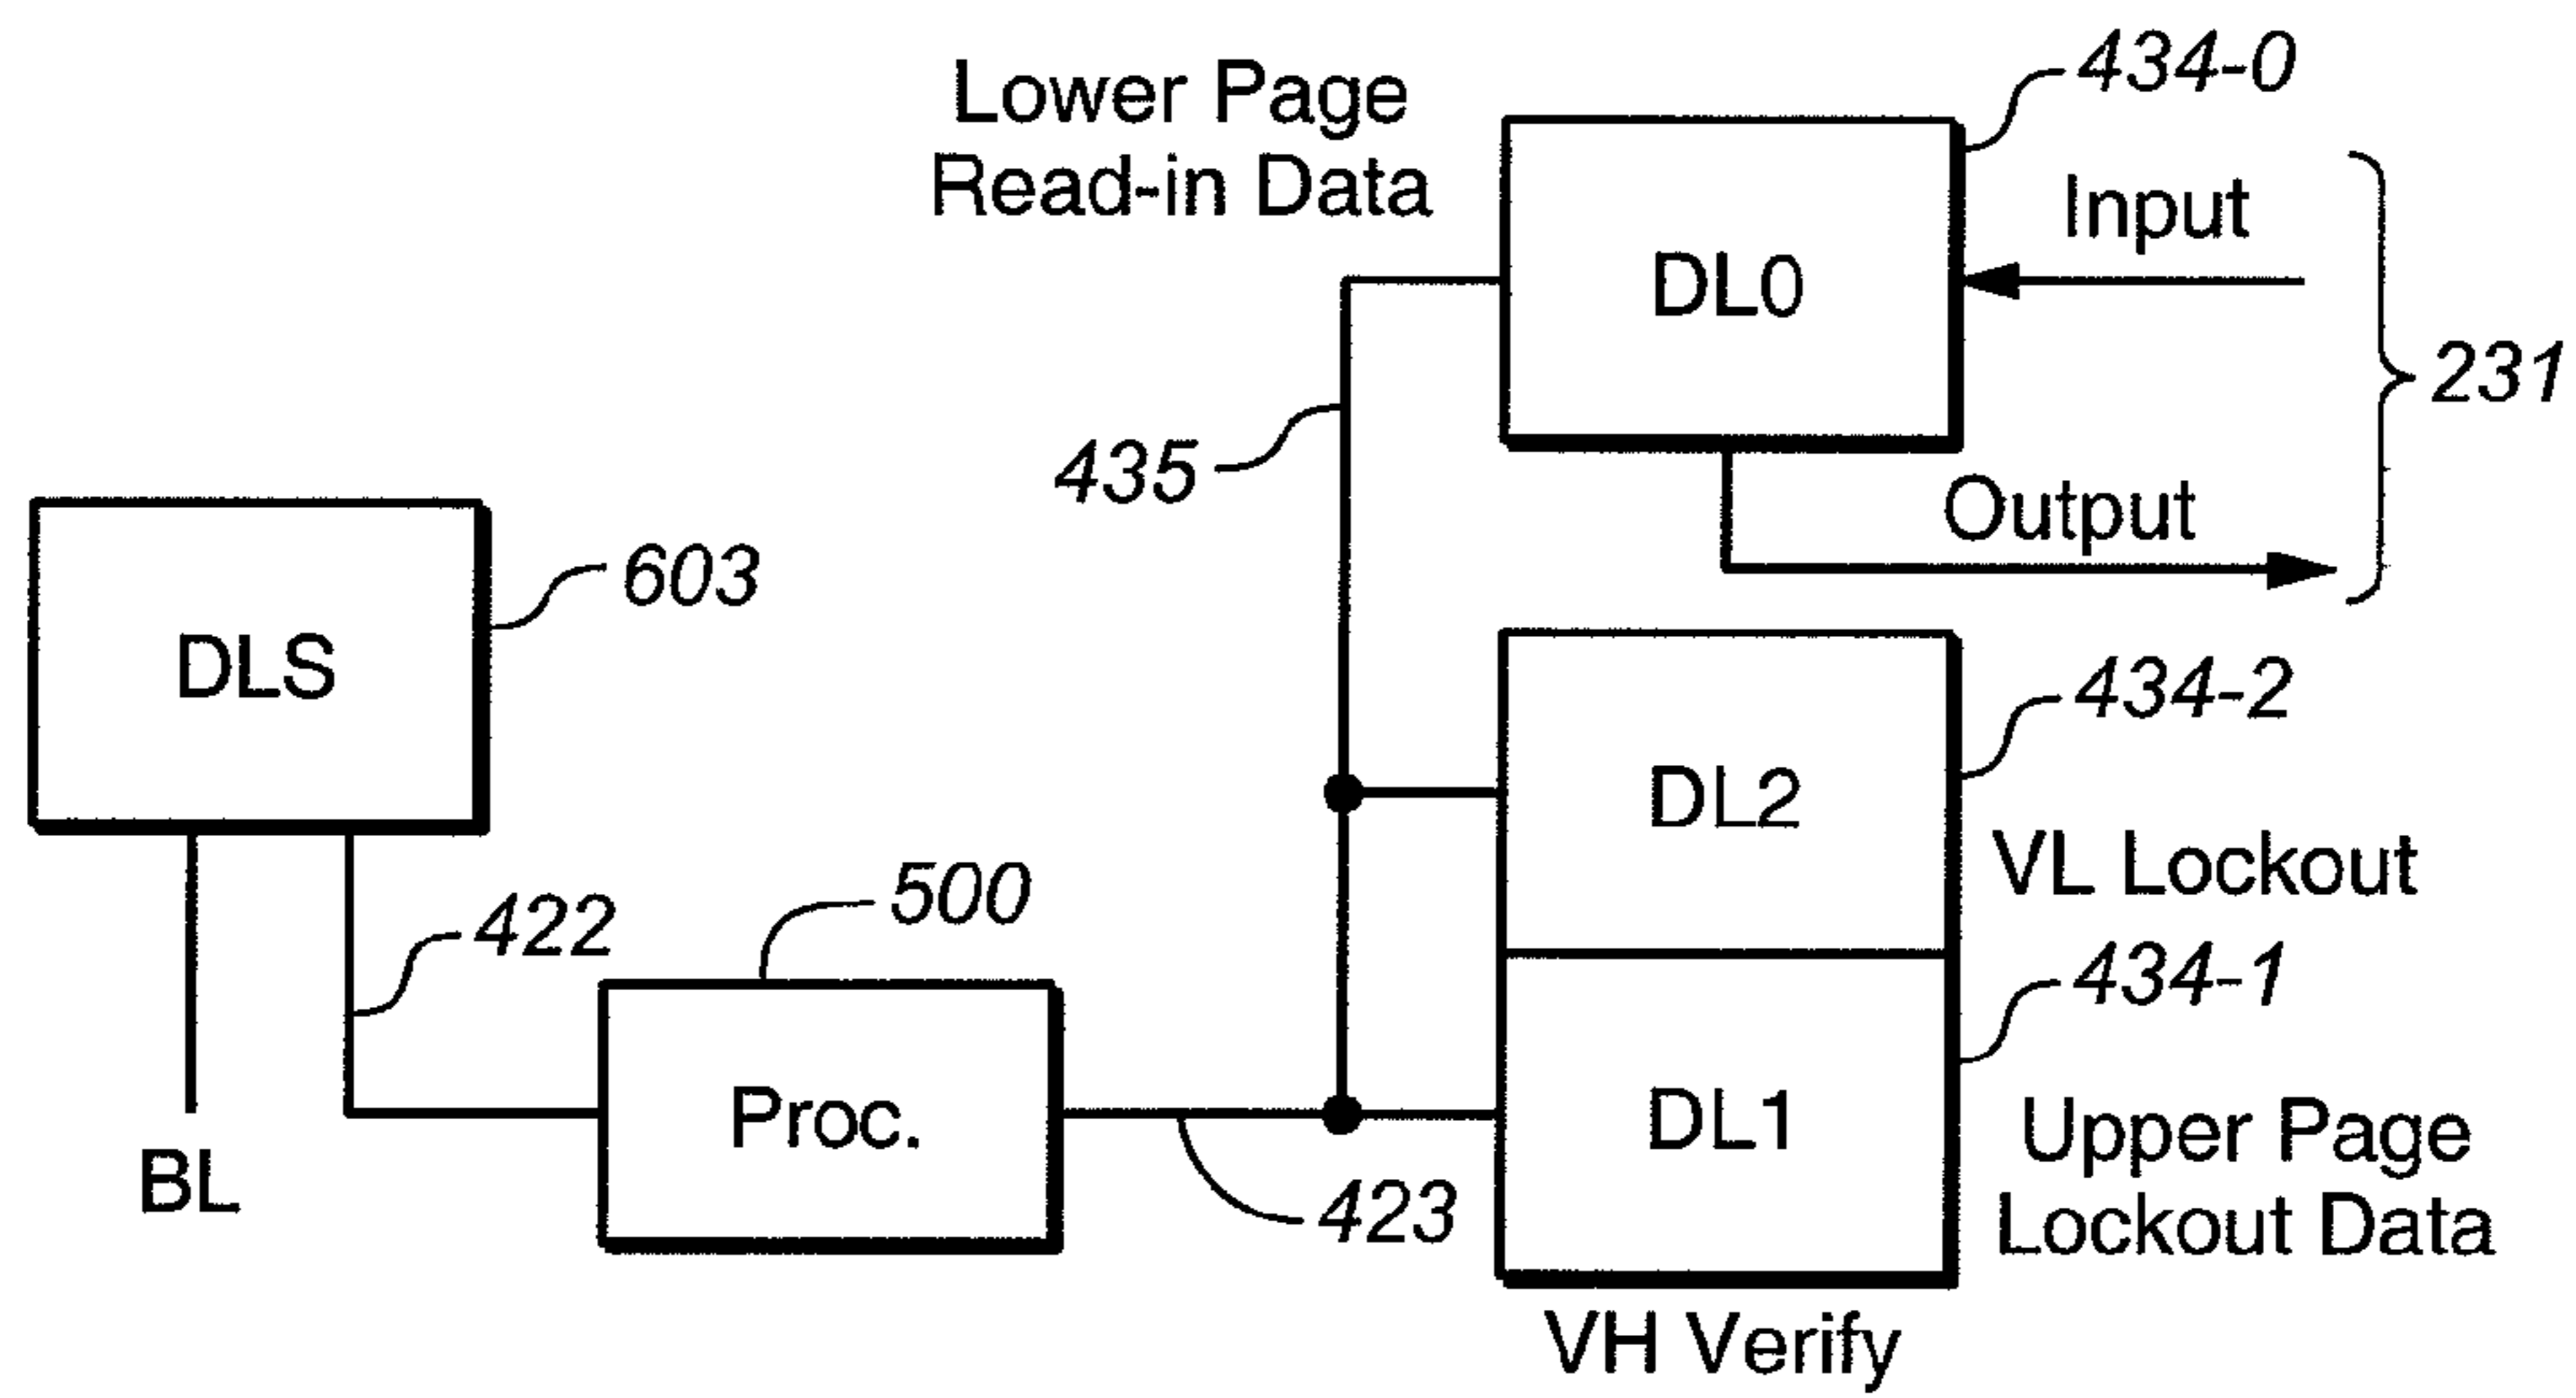 434-0
Lower Page
Read-in Data
Input
DL0
231
435
Output
603
DLS
434-2
DL2
VL Lockout
500
422
434-1
Proc.
DL1
Upper Page
Lockout Data
BL
423
VH Verify